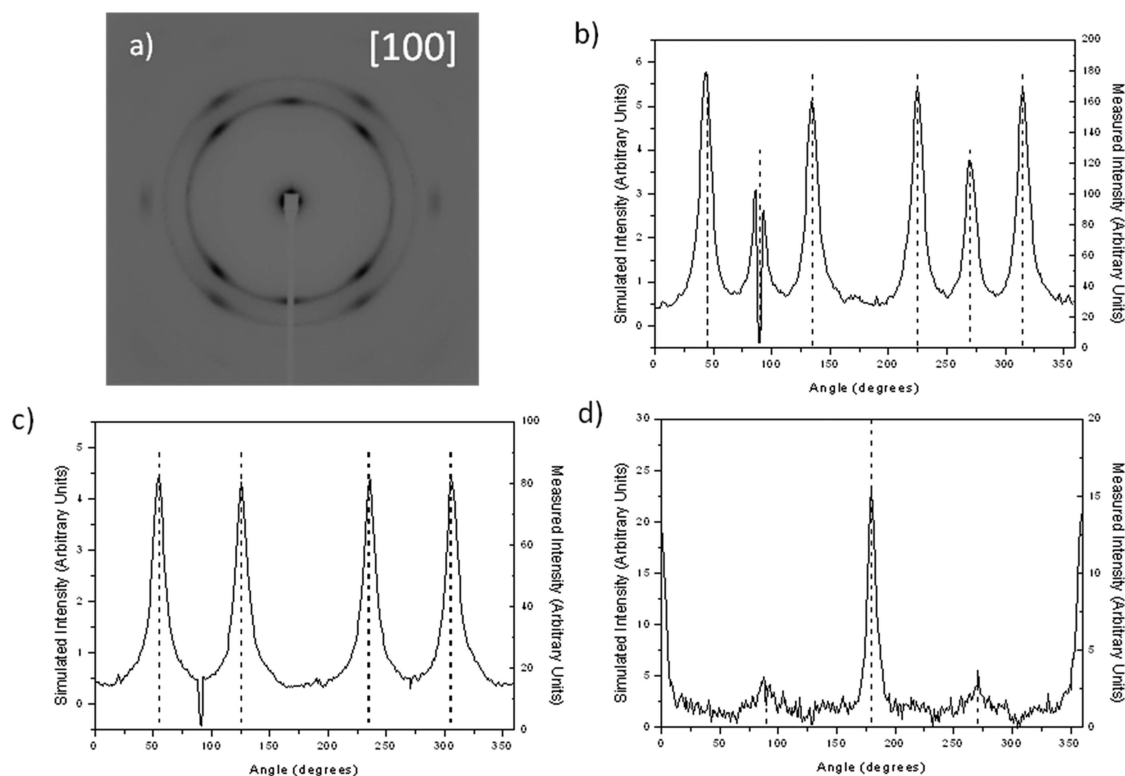 a)
[100]
b)
Simulated Intensity (Arbitrary Units)
6
5
4
3
2
1
0
200
180
160
140
120
100
80
60
40
20
0
Measured Intensity (Arbitrary Units)
0 50 100 150 200 250 300 350
Angle (degrees)
c)
Simulated Intensity (Arbitrary Units)
5
4
3
2
1
0
100
80
60
40
20
0
Measured Intensity (Arbitrary Units)
0 50 100 150 200 250 300 350
Angle (degrees)
d)
Simulated Intensity (Arbitrary Units)
30
25
20
15
10
5
0
20
15
10
5
0
Measured Intensity (Arbitrary Units)
0 50 100 150 200 250 300 350
Angle (degrees)